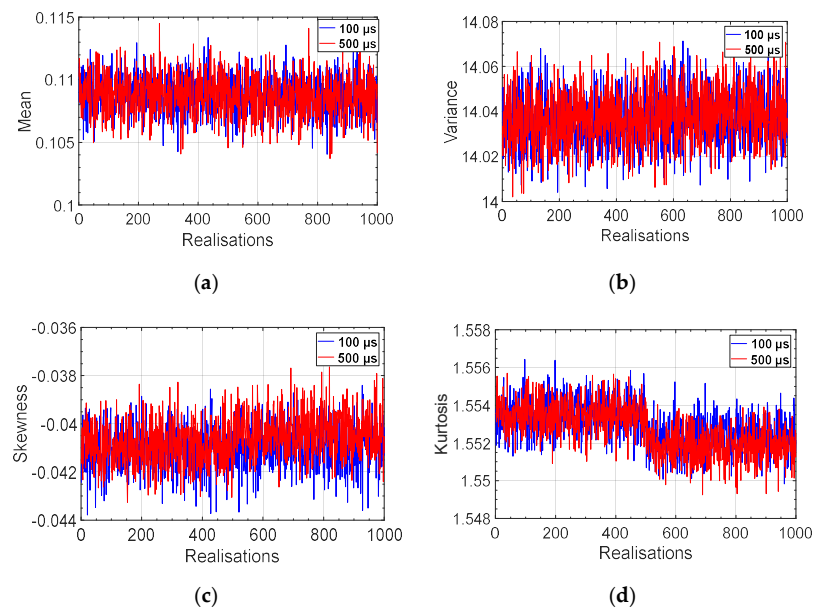 0.115
0.11
0.105
0.1
Mean
100 µs
500 µs
0 200 400 600 800 1000
Realisations
(a)
14.08
14.06
14.04
14.02
14
Variance
100 µs
500 µs
0 200 400 600 800 1000
Realisations
(b)
-0.036
-0.038
-0.04
-0.042
-0.044
Skewness
100 µs
500 µs
0 200 400 600 800 1000
Realisations
(c)
1.558
1.556
1.554
1.552
1.55
1.548
Kurtosis
100 µs
500 µs
0 200 400 600 800 1000
Realisations
(d)